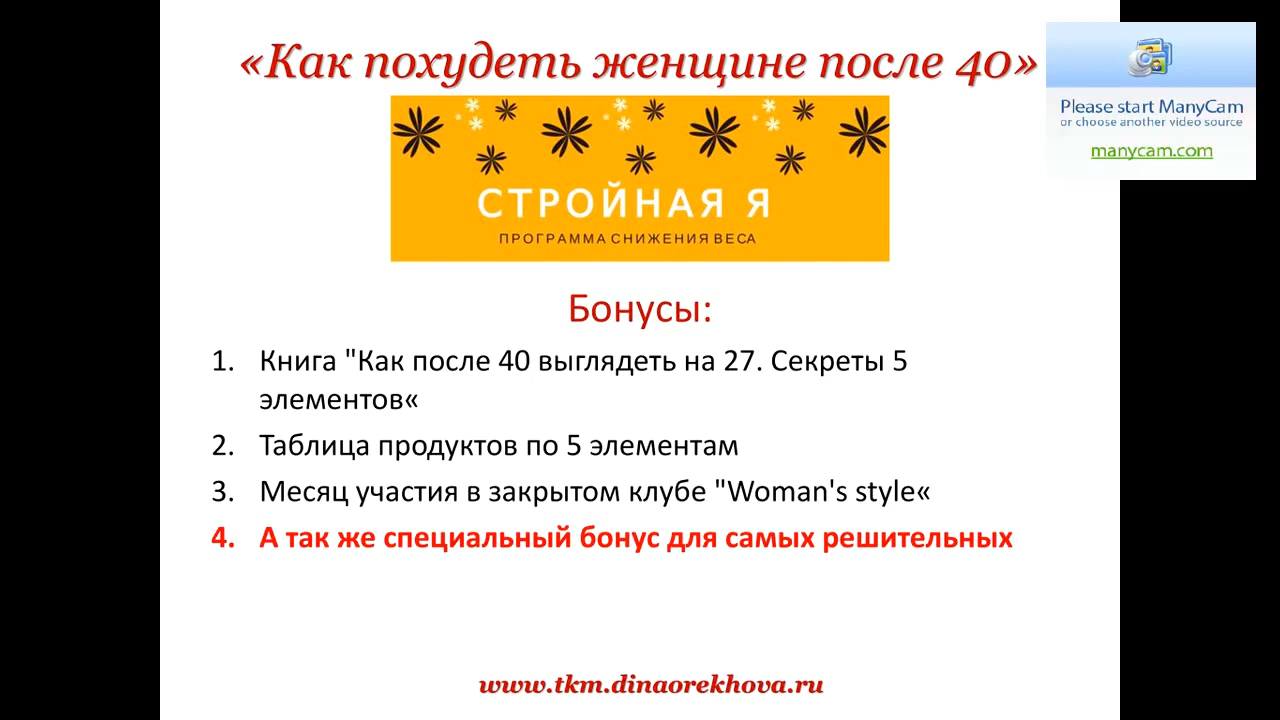 «Как похудеть женщине после 40»
Please start ManyCam
or choose another video source
manycam.com
СТРОЙНАЯ Я
ПРОГРАММА СНИЖЕНИЯ ВЕСА
Бонусы:
1. Книга "Как после 40 выглядеть на 27. Секреты 5
элементов«
2. Таблица продуктов по 5 элементам
3. Месяц участия в закрытом клубе "Woman's style«
4. А так же специальный бонус для самых решительных
www.tkm.dinaorekhova.ru